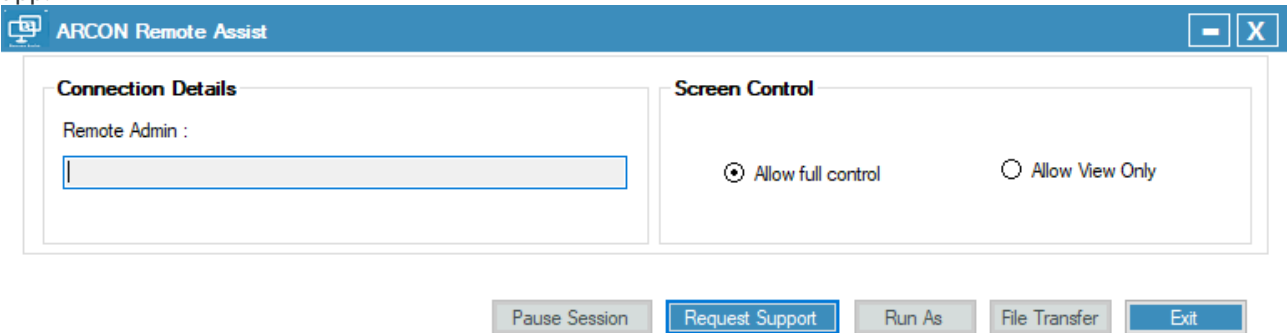 ARCON Remote Assist
X
Connection Details
Remote Admin :
Screen Control
Allow full control
Allow View Only
Pause Session
Request Support
Run As
File Transfer
Exit